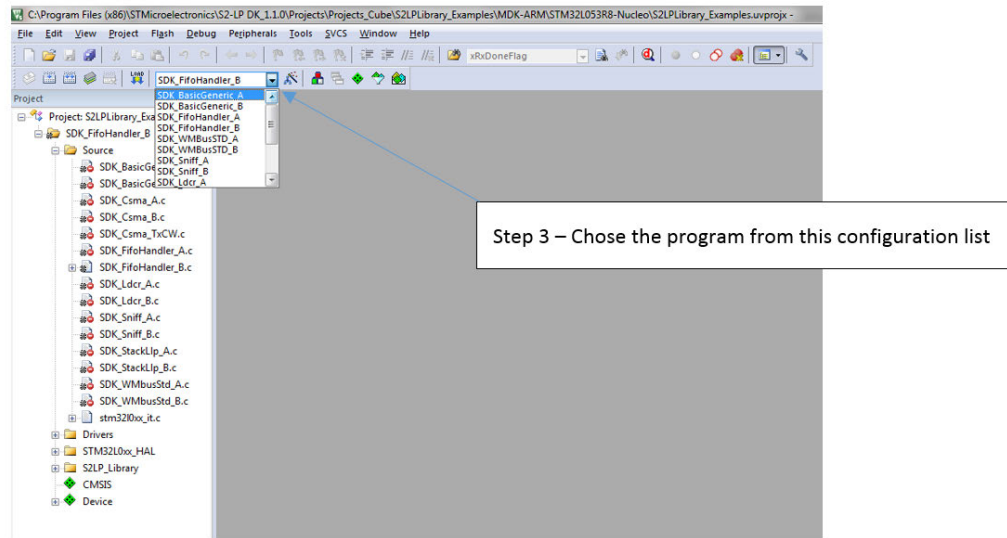 C:\Program Files (x86)\STMicroelectronics\S2-LP DK_1.1.0\Projects\Projects_Cube\S2LPLibrary_Examples\MDK-ARM\STM32L053R8-Nucleo\S2LPLibrary_Examples.uvprojx -
File Edit View Project Flash Debug Peripherals Tools SVCS Window Help
xRxDoneFlag
LOAD
SDK_FifoHandler_B
SDK_BasicGeneric_A
SDK_BasicGeneric_B
SDK_FifoHandler_A
SDK_FifoHandler_B
SDK_WMBusSTD_A
SDK_WMBusSTD_B
SDK_Sniff_A
SDK_Sniff_B
SDK_Ldcr_A
Project
Project: S2LPLibrary_Exa
SDK_FifoHandler_B
Source
SDK_BasicGe
SDK_BasicGe
SDK_Csma_A.c
SDK_Csma_B.c
SDK_Csma_TxCW.c
SDK_FifoHandler_A.c
SDK_FifoHandler_B.c
SDK_Ldcr_A.c
SDK_Ldcr_B.c
SDK_Sniff_A.c
SDK_Sniff_B.c
SDK_StackLlp_A.c
SDK_StackLlp_B.c
SDK_WMbusStd_A.c
SDK_WMbusStd_B.c
stm32l0xx_it.c
Drivers
STM32L0xx_HAL
S2LP_Library
CMSIS
Device
Step 3 – Chose the program from this configuration list